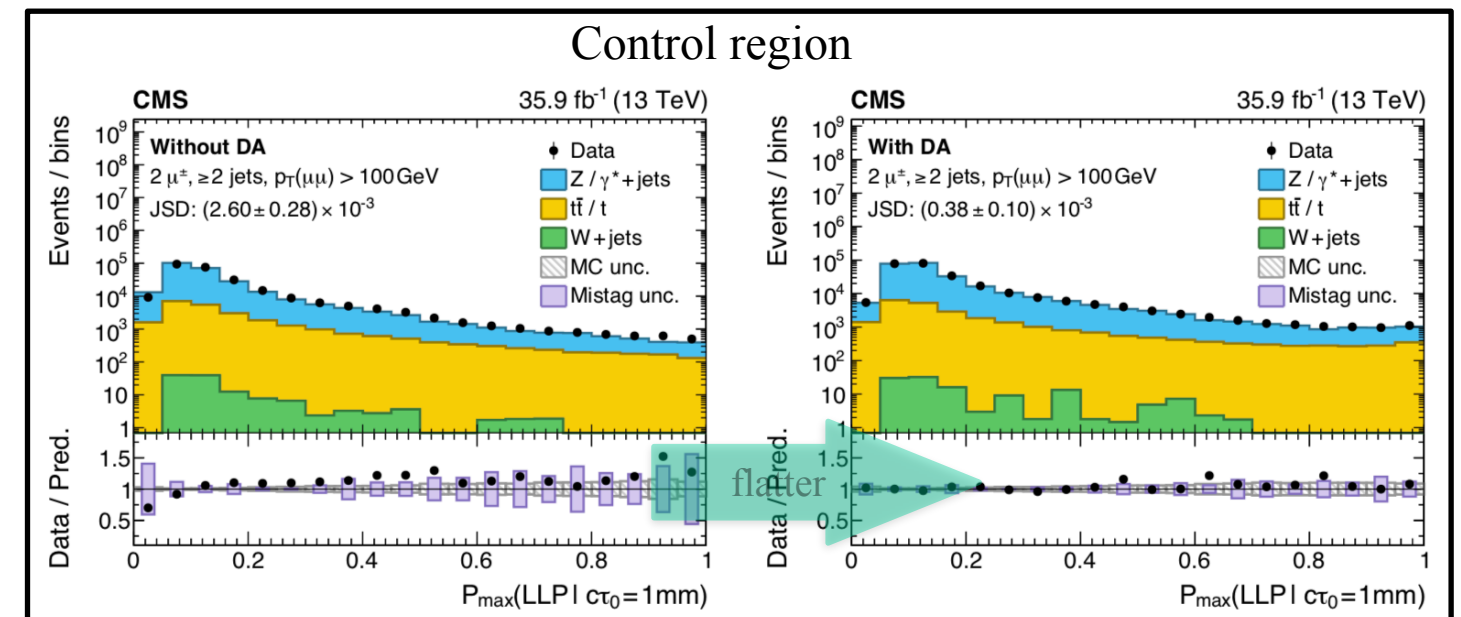 Control region
CMS 35.9 fb⁻¹ (13 TeV)
Events / bins
10⁹
10⁸
10⁷
10⁶
10⁵
10⁴
10³
10²
10
1
Without DA
2 μ±, ≥2 jets, pT(μμ) > 100 GeV
JSD: (2.60 ± 0.28) × 10⁻³
Data
Z / γ* + jets
tt̄ / t
W + jets
MC unc.
Mistag unc.
Data / Pred.
1.5
1
0.5
0 0.2 0.4 0.6 0.8 1
Pmax(LLP | cτ₀ = 1mm)
flatter
CMS 35.9 fb⁻¹ (13 TeV)
Events / bins
10⁹
10⁸
10⁷
10⁶
10⁵
10⁴
10³
10²
10
1
With DA
2 μ±, ≥2 jets, pT(μμ) > 100 GeV
JSD: (0.38 ± 0.10) × 10⁻³
Data
Z / γ* + jets
tt̄ / t
W + jets
MC unc.
Mistag unc.
Data / Pred.
1.5
1
0.5
0 0.2 0.4 0.6 0.8 1
Pmax(LLP | cτ₀ = 1mm)